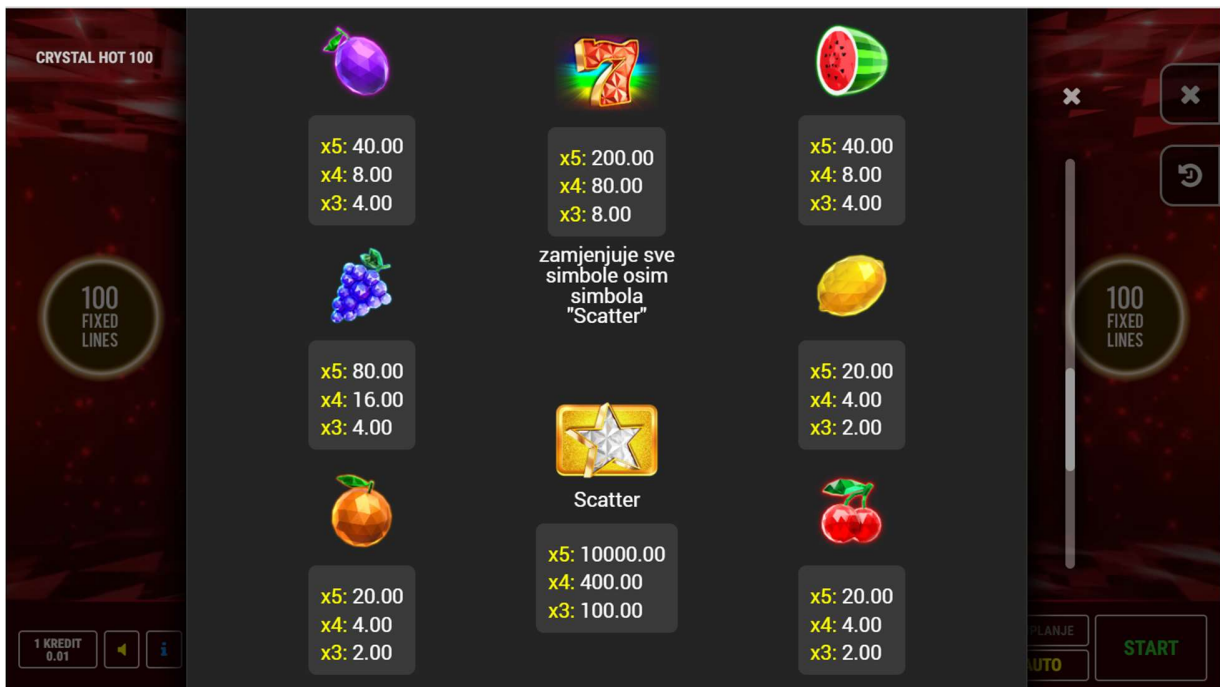 CRYSTAL HOT 100
x5: 40.00
x4: 8.00
x3: 4.00
x5: 200.00
x4: 80.00
x3: 8.00
zamjenjuje sve
simbole osim
simbola
"Scatter"
x5: 40.00
x4: 8.00
x3: 4.00
100
FIXED
LINES
x5: 80.00
x4: 16.00
x3: 4.00
x5: 20.00
x4: 4.00
x3: 2.00
100
FIXED
LINES
Scatter
x5: 10000.00
x4: 400.00
x3: 100.00
x5: 20.00
x4: 4.00
x3: 2.00
x5: 20.00
x4: 4.00
x3: 2.00
1 KREDIT
0.01
i
PLANJE
AUTO
START